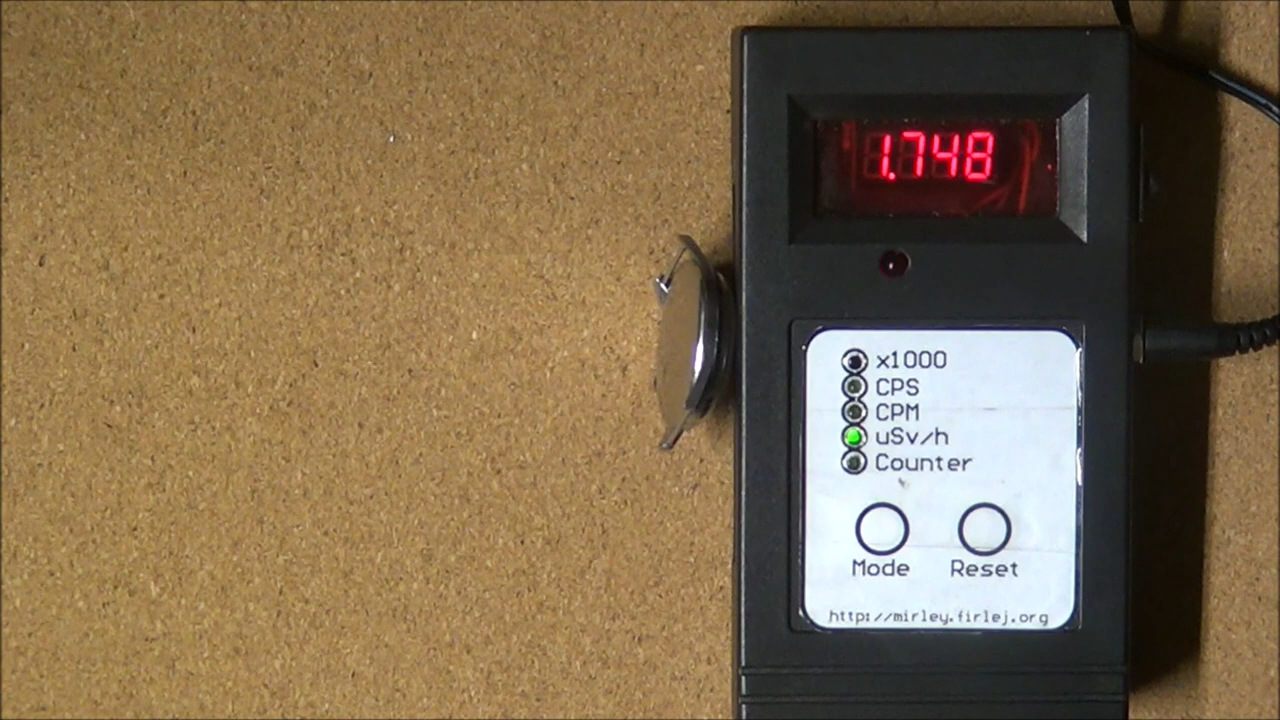 1.748
x1000
CPS
CPM
uSv/h
Counter
Mode Reset
http://mirley.firlej.org